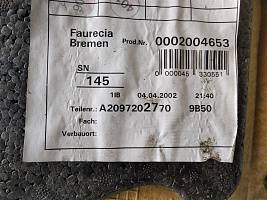 Faurecia
Bremen
Prod.Nr. 0002004653
0 000045 330551
SN
145
1IB 04.04.2002 21:40
Teilenr.: A2097202770 9B50
Fach:
Verbauort: